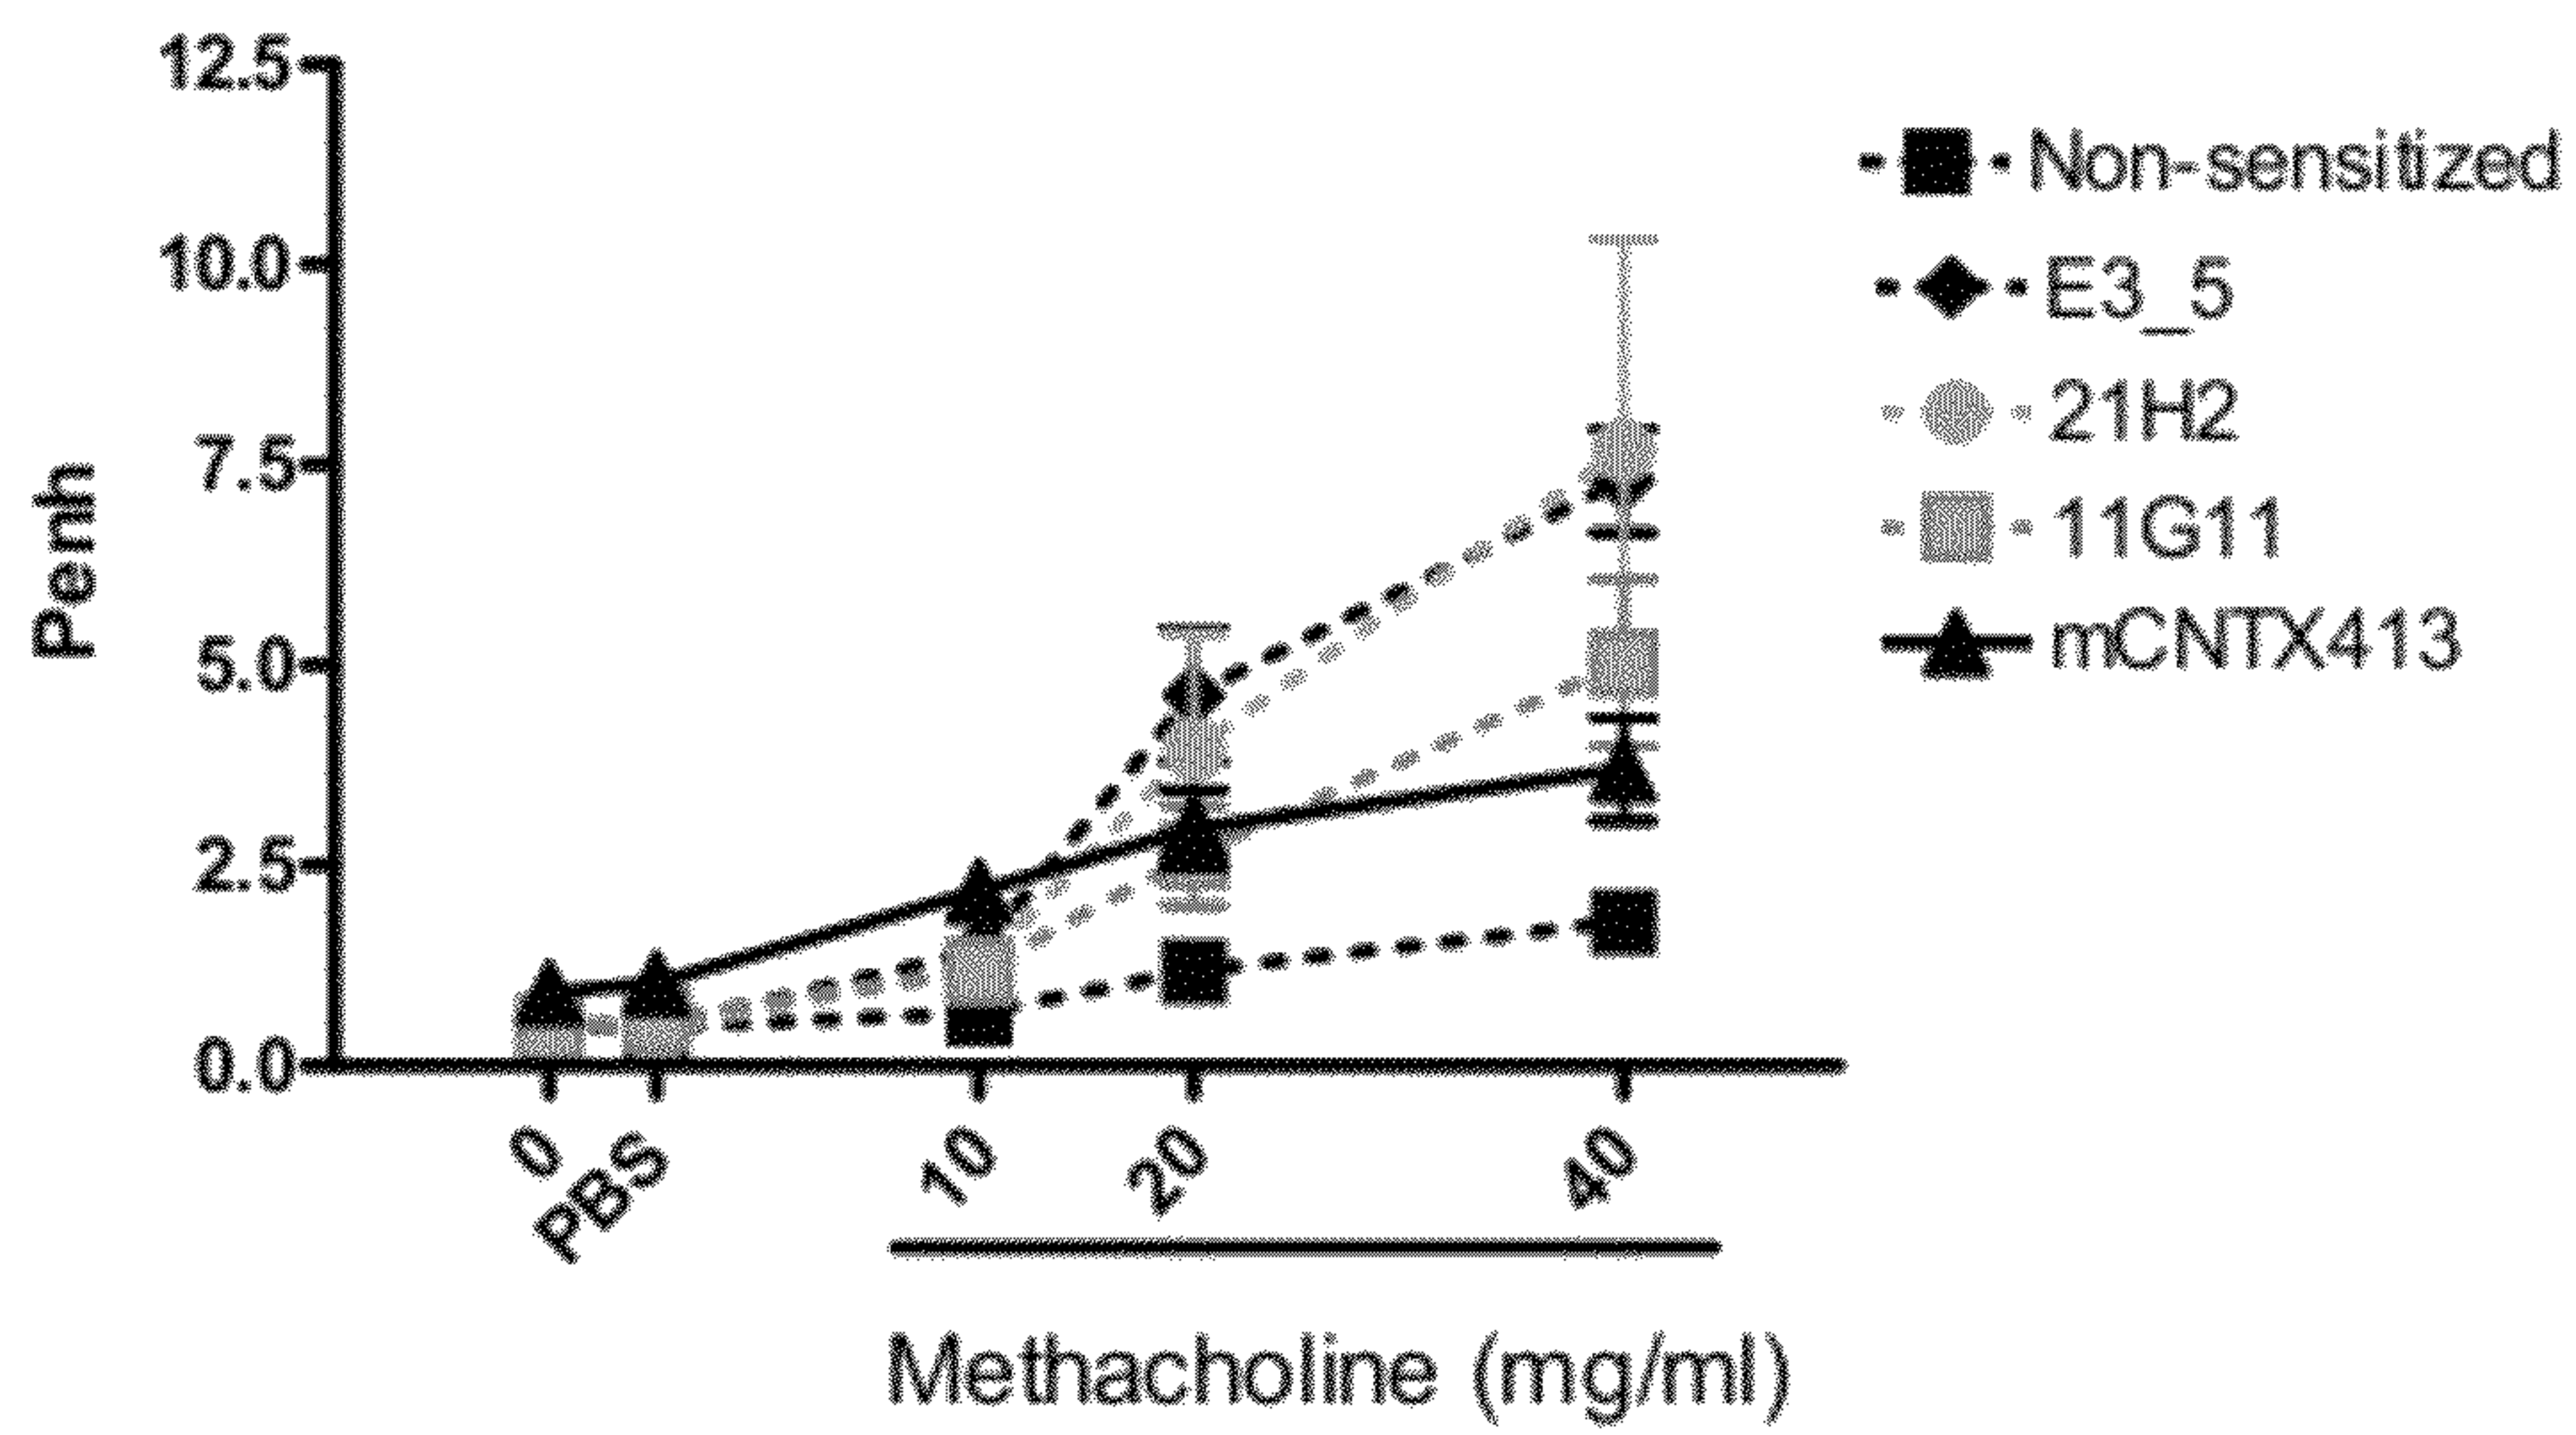 12.5
10.0
7.5
5.0
2.5
0.0
Penh
Non-sensitized
E3_5
21H2
11G11
mCNTX413
0
PBS
10
20
40
Methacholine (mg/ml)